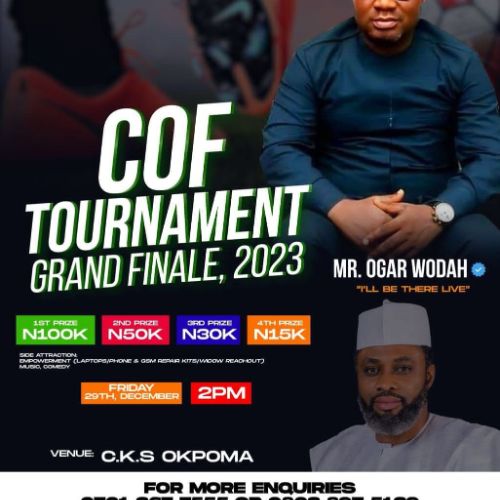 COF
TOURNAMENT
GRAND FINALE, 2023
MR. OGAR WODAH
"I'LL BE THERE LIVE"
1ST PRIZE
N100K
2ND PRIZE
N50K
3RD PRIZE
N30K
4TH PRIZE
N15K
SIDE ATTRACTION:
EMPOWERMENT (LAPTOPS/PHONE & GSM REPAIR KITS/WIDOW REACHOUT)
MUSIC, COMEDY
FRIDAY
29TH, DECEMBER
2PM
VENUE: C.K.S OKPOMA
FOR MORE ENQUIRIES